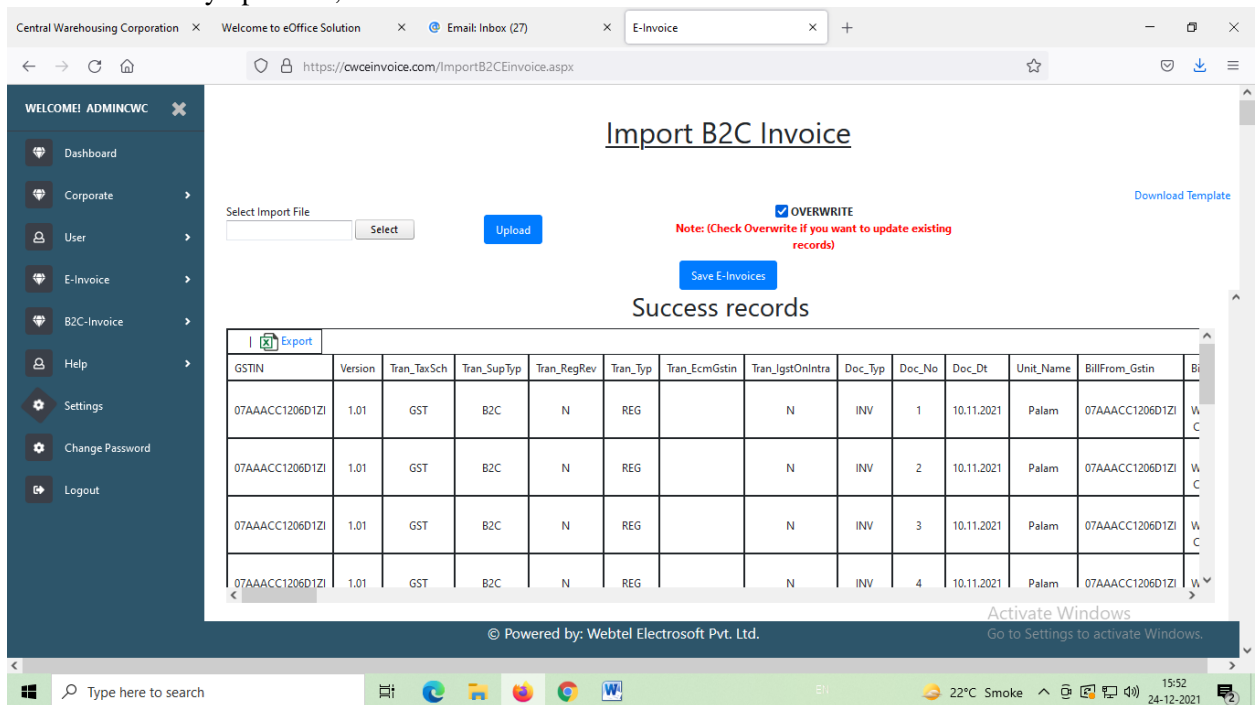 Central Warehousing Corporation × Welcome to eOffice Solution × @ Email: Inbox (27) × E-Invoice × +
https://cwceinvoice.com/ImportB2CEinvoice.aspx
WELCOME! ADMINCWC
Dashboard
Corporate
User
E-Invoice
B2C-Invoice
Help
Settings
Change Password
Logout
Import B2C Invoice
Download Template
Select Import File
Select
Upload
OVERWRITE
Note: (Check Overwrite if you want to update existing
records)
Save E-Invoices
Success records
| Export
GSTIN Version Tran_TaxSch Tran_SupTyp Tran_RegRev Tran_Typ Tran_EcmGstin Tran_IgstOnIntra Doc_Typ Doc_No Doc_Dt Unit_Name BillFrom_Gstin Bi
07AAACC1206D1ZI 1.01 GST B2C N REG N INV 1 10.11.2021 Palam 07AAACC1206D1ZI W
C
07AAACC1206D1ZI 1.01 GST B2C N REG N INV 2 10.11.2021 Palam 07AAACC1206D1ZI W
C
07AAACC1206D1ZI 1.01 GST B2C N REG N INV 3 10.11.2021 Palam 07AAACC1206D1ZI W
C
07AAACC1206D1ZI 1.01 GST B2C N REG N INV 4 10.11.2021 Palam 07AAACC1206D1ZI W
Activate Windows
Go to Settings to activate Windows.
© Powered by: Webtel Electrosoft Pvt. Ltd.
Type here to search
EN
22°C Smoke
15:52
24-12-2021
2